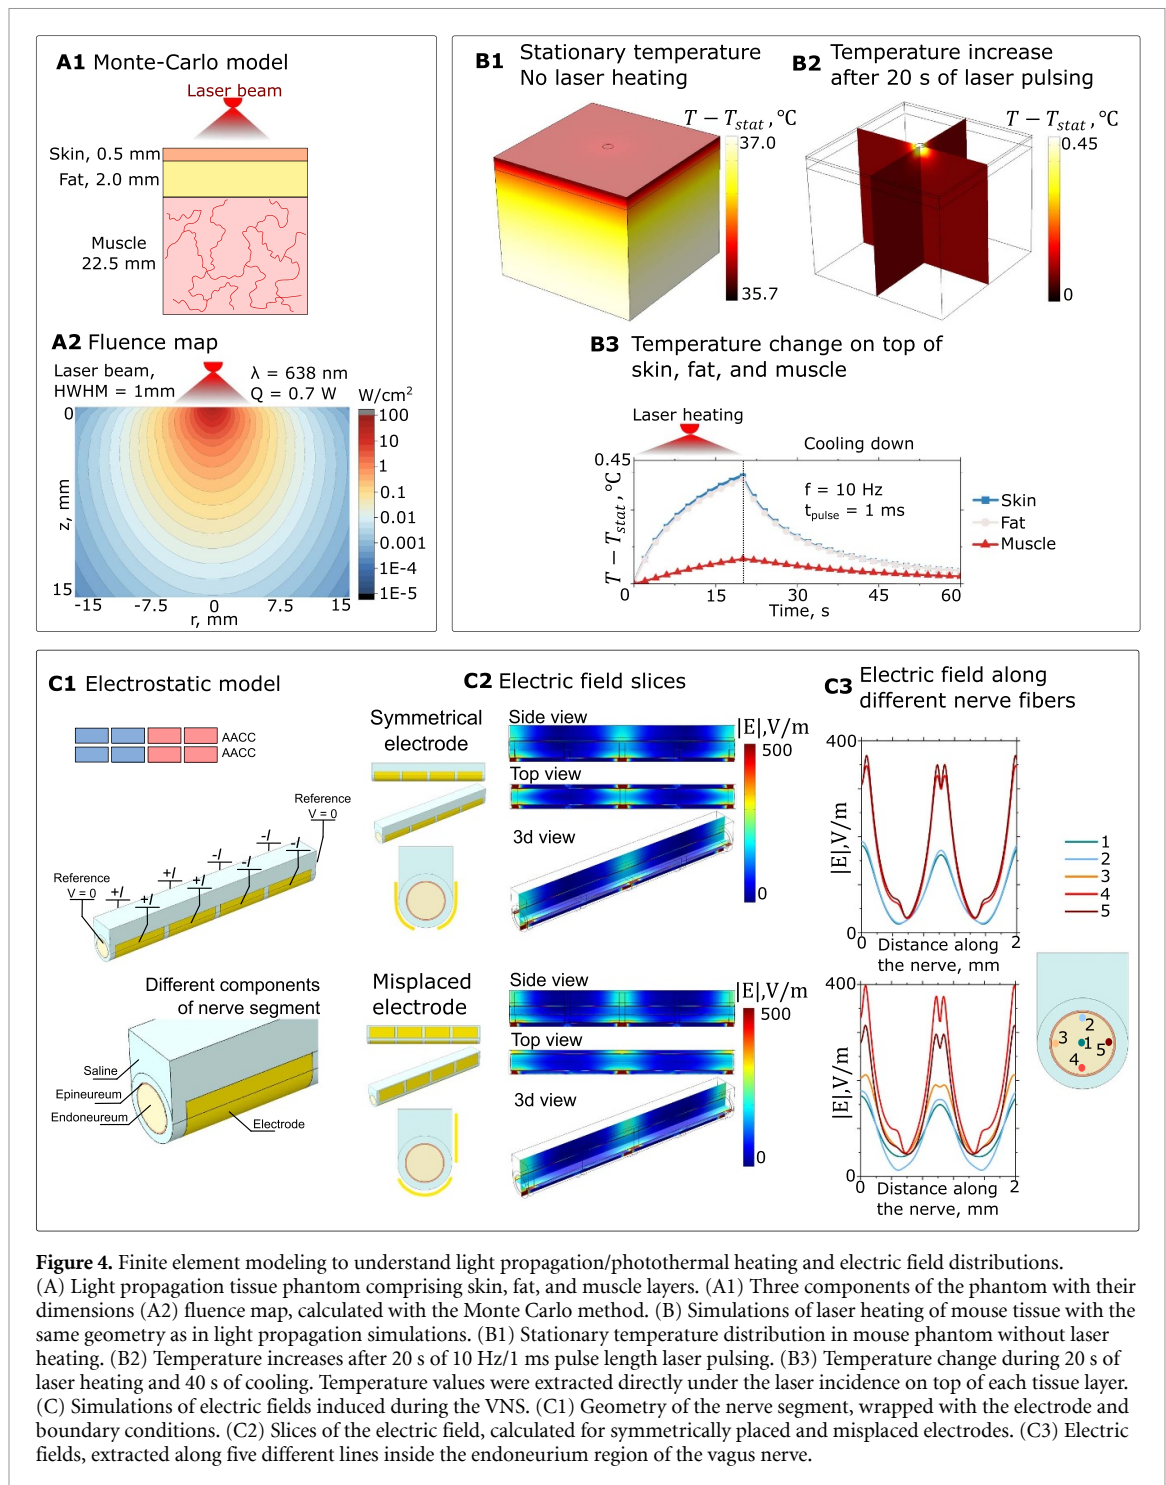 A1 Monte-Carlo model
Laser beam
Skin, 0.5 mm
Fat, 2.0 mm
Muscle
22.5 mm
A2 Fluence map
Laser beam,
HWHM = 1mm
λ = 638 nm
Q = 0.7 W
W/cm²
100
10
1
0.1
0.01
0.001
1E-4
1E-5
0
z, mm
15
-15 -7.5 0 7.5 15
r, mm
B1 Stationary temperature
No laser heating
T − Tstat , °C
37.0
35.7
B2 Temperature increase
after 20 s of laser pulsing
T − Tstat , °C
0.45
0
B3 Temperature change on top of
skin, fat, and muscle
Laser heating
Cooling down
0.45
T − Tstat , °C
f = 10 Hz
tpulse = 1 ms
Skin
Fat
Muscle
0 15 30 45 60
Time, s
C1 Electrostatic model
AACC
AACC
Reference
V = 0
-I
-I
-I
-I
+I
+I
+I
+I
Reference
V = 0
Different components
of nerve segment
Saline
Epineureum
Endoneureum
Electrode
C2 Electric field slices
Symmetrical
electrode
Side view
Top view
3d view
|E|,V/m
500
0
Misplaced
electrode
Side view
Top view
3d view
|E|,V/m
500
0
C3 Electric field along
different nerve fibers
400
|E|,V/m
0
0 2
Distance along
the nerve, mm
1
2
3
4
5
400
|E|,V/m
0
0 2
Distance along
the nerve, mm
2
3 1 5
4
Figure 4. Finite element modeling to understand light propagation/photothermal heating and electric field distributions.
(A) Light propagation tissue phantom comprising skin, fat, and muscle layers. (A1) Three components of the phantom with their
dimensions (A2) fluence map, calculated with the Monte Carlo method. (B) Simulations of laser heating of mouse tissue with the
same geometry as in light propagation simulations. (B1) Stationary temperature distribution in mouse phantom without laser
heating. (B2) Temperature increases after 20 s of 10 Hz/1 ms pulse length laser pulsing. (B3) Temperature change during 20 s of
laser heating and 40 s of cooling. Temperature values were extracted directly under the laser incidence on top of each tissue layer.
(C) Simulations of electric fields induced during the VNS. (C1) Geometry of the nerve segment, wrapped with the electrode and
boundary conditions. (C2) Slices of the electric field, calculated for symmetrically placed and misplaced electrodes. (C3) Electric
fields, extracted along five different lines inside the endoneurium region of the vagus nerve.